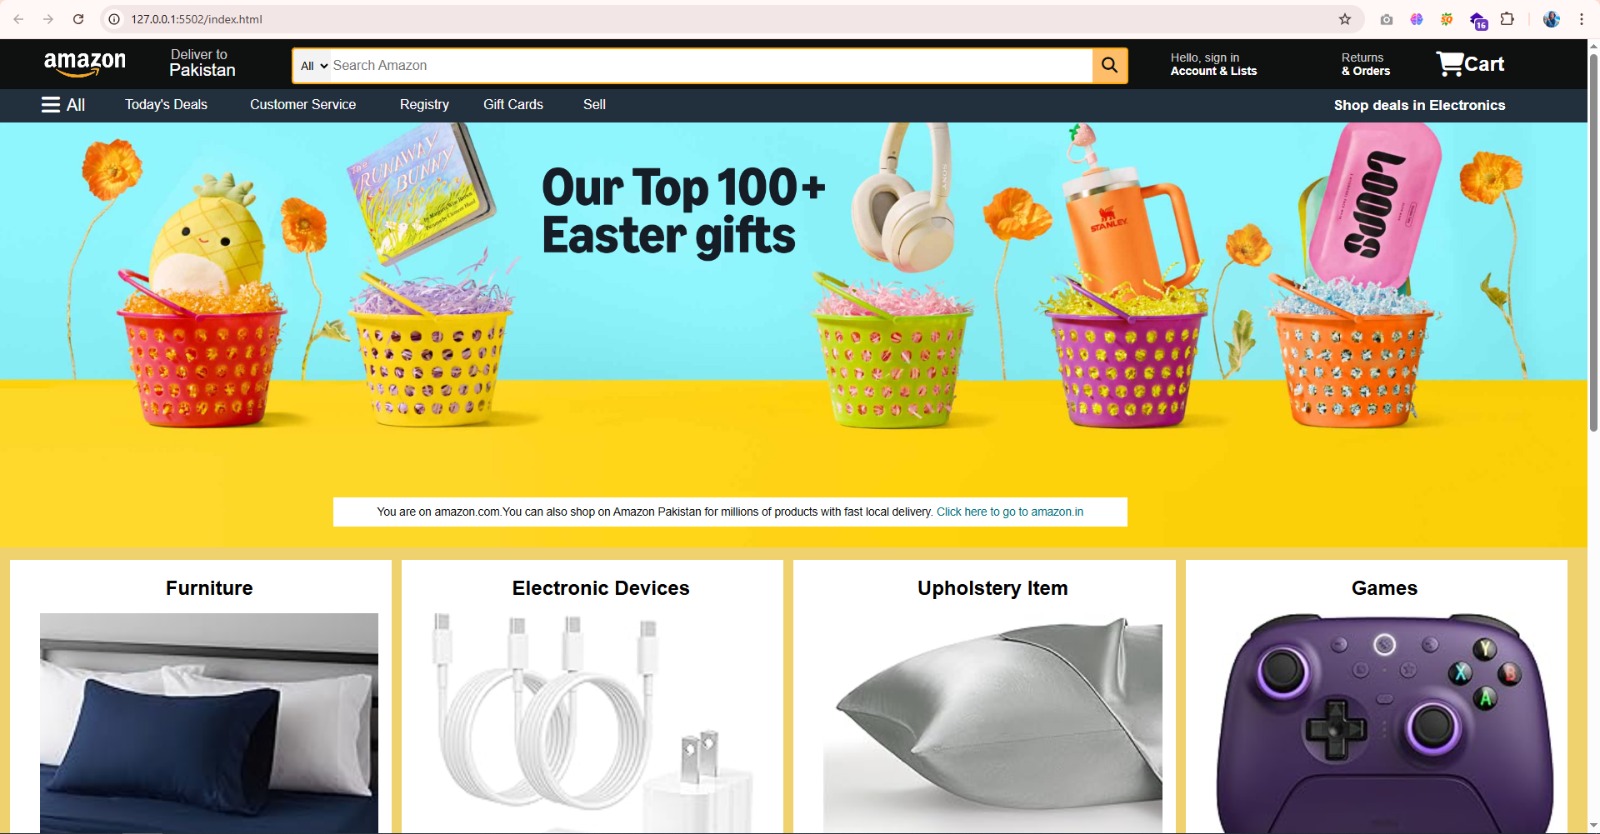 127.0.0.1:5502/index.html
16
amazon
Deliver to
Pakistan
All
Search Amazon
Hello, sign in
Account & Lists
Returns
& Orders
Cart
All
Today's Deals
Customer Service
Registry
Gift Cards
Sell
Shop deals in Electronics
RUNAWAY
BUNNY
Our Top 100+
Easter gifts
SONY
STANLEY
LOOPS
You are on amazon.com.You can also shop on Amazon Pakistan for millions of products with fast local delivery. Click here to go to amazon.in
Furniture
Electronic Devices
Upholstery Item
Games
Y
X
B
A